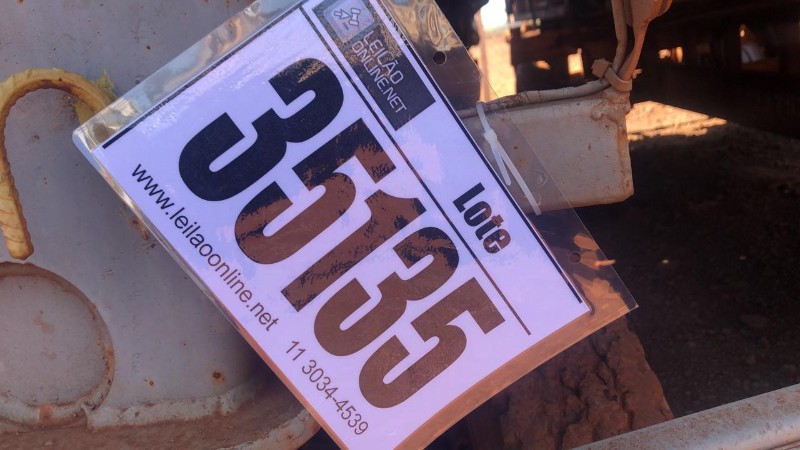 LEILÃO
ONLINE.NET
Lote
35135
www.leilaoonline.net
11 3034-4539